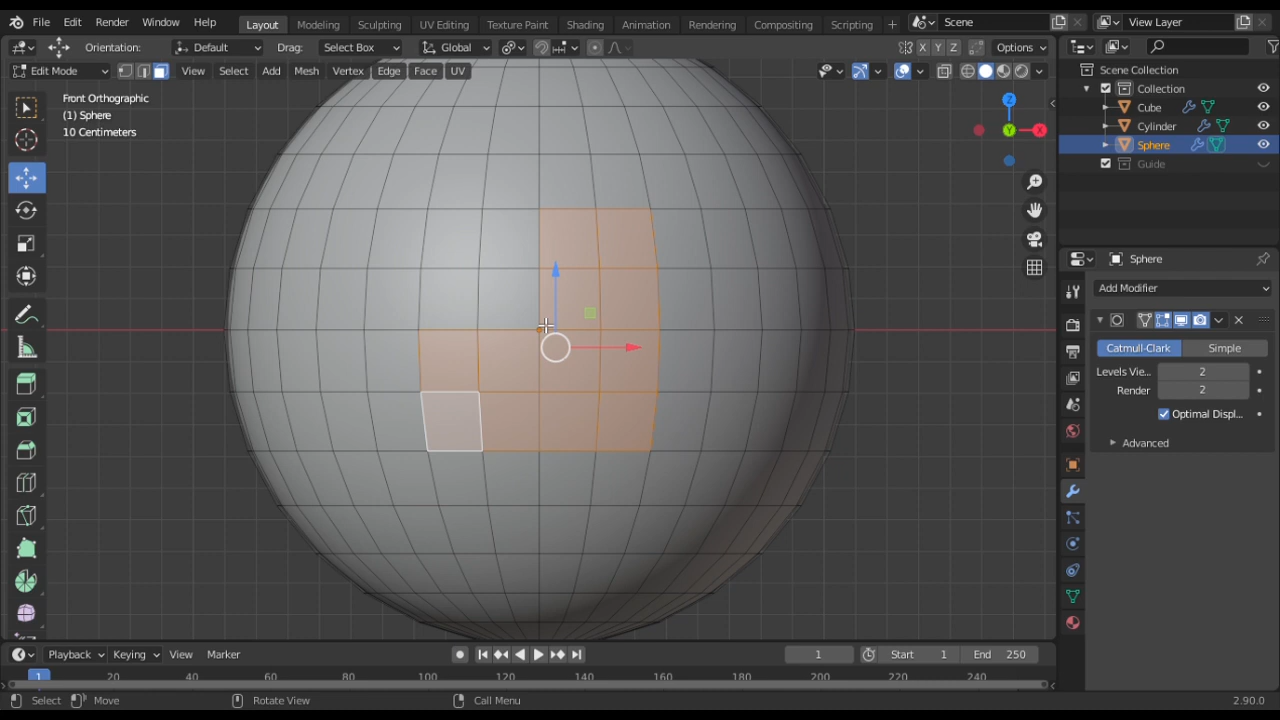 File Edit Render Window Help Layout Modeling Sculpting UV Editing Texture Paint Shading Animation Rendering Compositing Scripting + Scene View Layer
Orientation: Default Drag: Select Box Global X Y Z Options
Edit Mode View Select Add Mesh Vertex Edge Face UV
Front Orthographic
(1) Sphere
10 Centimeters
Z
Y
X
Scene Collection
Collection
Cube
Cylinder
Sphere
Guide
Sphere
Add Modifier
Catmull-Clark Simple
Levels Vie... 2
Render 2
Optimal Displ...
Advanced
Playback Keying View Marker 1 Start 1 End 250
1 20 40 60 80 100 120 140 160 180 200 220 240
Select Move Rotate View Call Menu 2.90.0